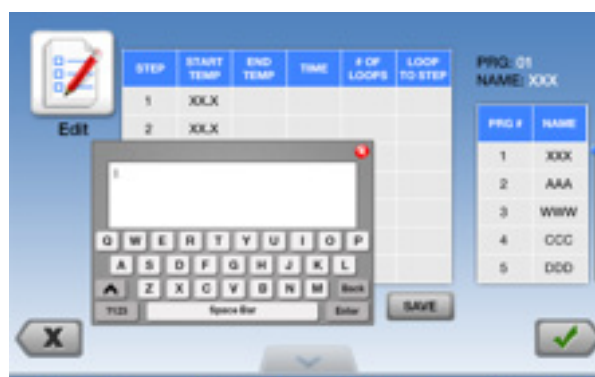 Edit
STEP START TEMP END TEMP TIME # OF LOOPS LOOP TO STEP
1 XX.X
2 XX.X
PRG: 01
NAME: XXX
PRG # NAME
1 XXX
2 AAA
3 WWW
4 CCC
5 DDD
Q W E R T Y U I O P
A S D F G H J K L
Z X C V B N M Back
?123 Space Bar Enter
SAVE
X